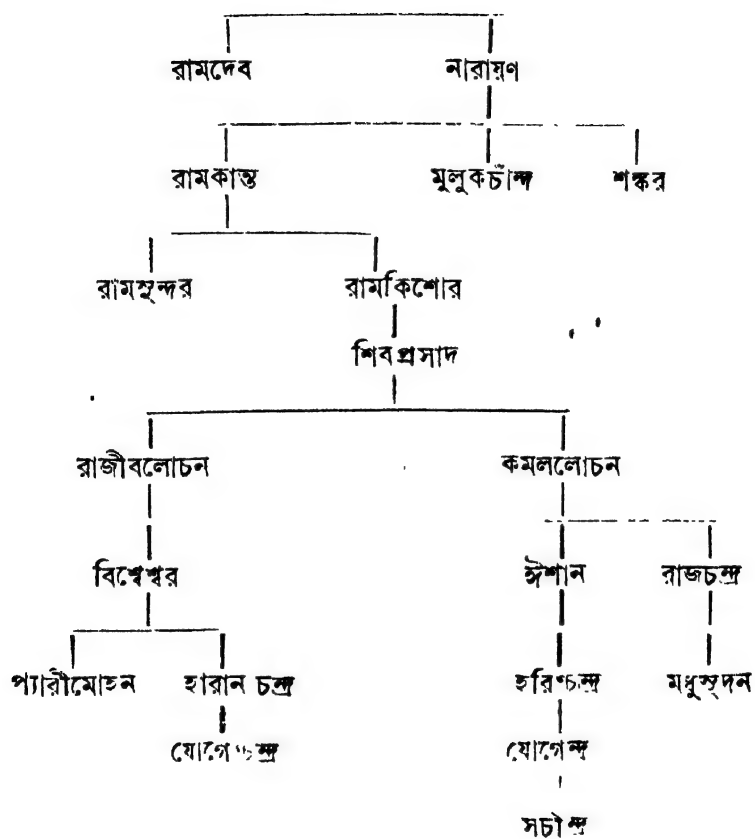 রামদেব নারায়ণ
রামকান্ত মুলুকচাঁন্দ শঙ্কর
রামসুন্দর রামকিশোর
শিবপ্রসাদ
রাজীবলোচন কমললোচন
বিশ্বেশ্বর ঈশান রাজচন্দ্র
প্যারীমোহন হারান চন্দ্র হরিশ্চন্দ্র মধুসূদন
যোগেশচন্দ্র যোগেন্দ্র
সচীন্দ্র